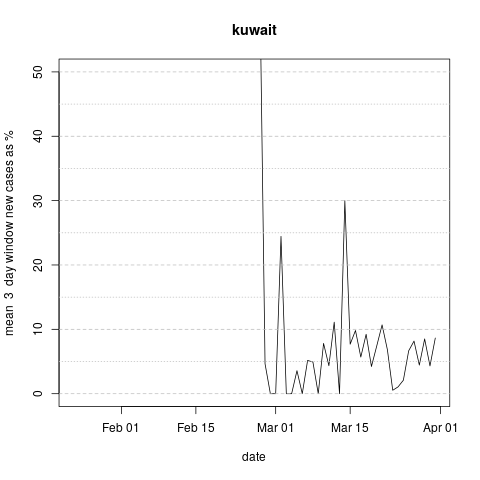 kuwait
mean 3 day window new cases as %
50
40
30
20
10
0
Feb 01
Feb 15
Mar 01
Mar 15
Apr 01
date